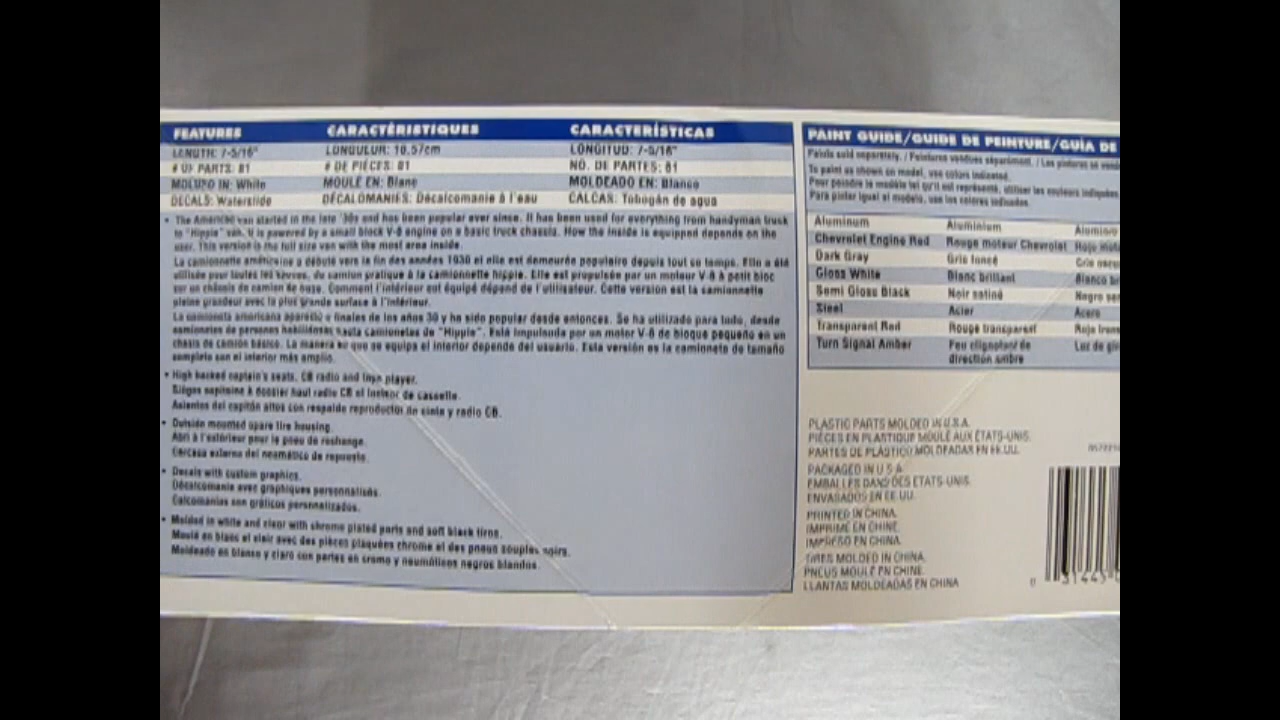 FEATURES CARACTÉRISTIQUES CARACTERÍSTICAS
LENGTH: 7-5/16" LONGUEUR: 18.57cm LONGITUD: 7-5/16"
# OF PARTS: 81 # DE PIÈCES: 81 NO. DE PARTES: 81
MOLDED IN: White MOULÉ EN: Blanc MOLDEADO EN: Blanco
DECALS: Waterslide DÉCALOMANIES: Décalcomanie à l'eau CALCAS: Tobogán de agua
• The American van started in the late '30s and has been popular ever since. It has been used for everything from handyman truck
to "Hippie" van. It is powered by a small block V-8 engine on a basic truck chassis. How the inside is equipped depends on the
user. This version is the full size van with the most area inside.
La camionnette américaine a débuté vers la fin des années 1930 et elle est demeurée populaire depuis tout ce temps. Elle a été
utilisée pour toutes les du camion pratique à la camionnette hippie. Elle est propulsée par un moteur V-8 à petit bloc
sur un châssis de camion de base. Comment l'intérieur est équipé dépend de l'utilisateur. Cette version est la camionnette
pleine grandeur avec la plus grande surface à l'intérieur.
La camioneta americana apareció a finales de los años 30 y ha sido popular desde entonces. Se ha utilizado para todo, desde
camionetas de personas habilidosas hasta camionetas de "Hippie". Está impulsada por un motor V-8 de bloque pequeño en un
chasis de camión básico. La manera en que se equipa el interior depende del usuario. Esta versión es la camioneta de tamaño
completo con el interior más amplio.
• High backed captain's seats, CB radio and tape player.
Sièges capitaine à dossier haut radio CB et lecteur de cassette.
Asientos del capitán altos con respaldo reproductor de cinta y radio CB.
• Outside mounted spare tire housing.
Abri à l'extérieur pour le pneu de rechange.
Carcasa externa del neumático de repuesto.
• Decals with custom graphics.
Décalcomanie avec graphiques personnalisés.
Calcomanías con gráficos personalizados.
• Molded in white and clear with chrome plated parts and soft black tires.
Moulé en blanc et clair avec des pièces plaquées chrome et des pneus souples noirs.
Moldeado en blanco y claro con partes en cromo y neumáticos negros blandos.
PAINT GUIDE/GUIDE DE PEINTURE/GUÍA DE
Paints sold separately. / Peintures vendues séparément. / Las pinturas se
To paint as shown on model, use colors indicated.
Pour peindre le modèle tel qu'il est représenté, utiliser les couleurs indiquées
Para pintar igual el modelo, use los colores indicados.
Aluminum Aluminium Aluminio
Chevrolet Engine Red Rouge moteur Chevrolet Rojo
Dark Gray Gris foncé Gris
Gloss White Blanc brillant Blanco
Semi Gloss Black Noir satiné Negro
Steel Acier Acero
Transparent Red Rouge transparent Rojo
Turn Signal Amber Feu clignotant de Luz de
direction ambre
PLASTIC PARTS MOLDED IN U.S.A.
PIÈCES EN PLASTIQUE MOULÉ AUX ÉTATS-UNIS.
PARTES DE PLÁSTICO MOLDEADAS EN EE.UU.
PACKAGED IN U.S.A.
EMBALLÉS DANS DES ÉTATS-UNIS
ENVASADOS EN EE.UU.
PRINTED IN CHINA.
IMPRIMÉ EN CHINE.
IMPRESO EN CHINA.
TIRES MOLDED IN CHINA.
PNEUS MOULÉ EN CHINE.
LLANTAS MOLDEADAS EN CHINA
0 31445